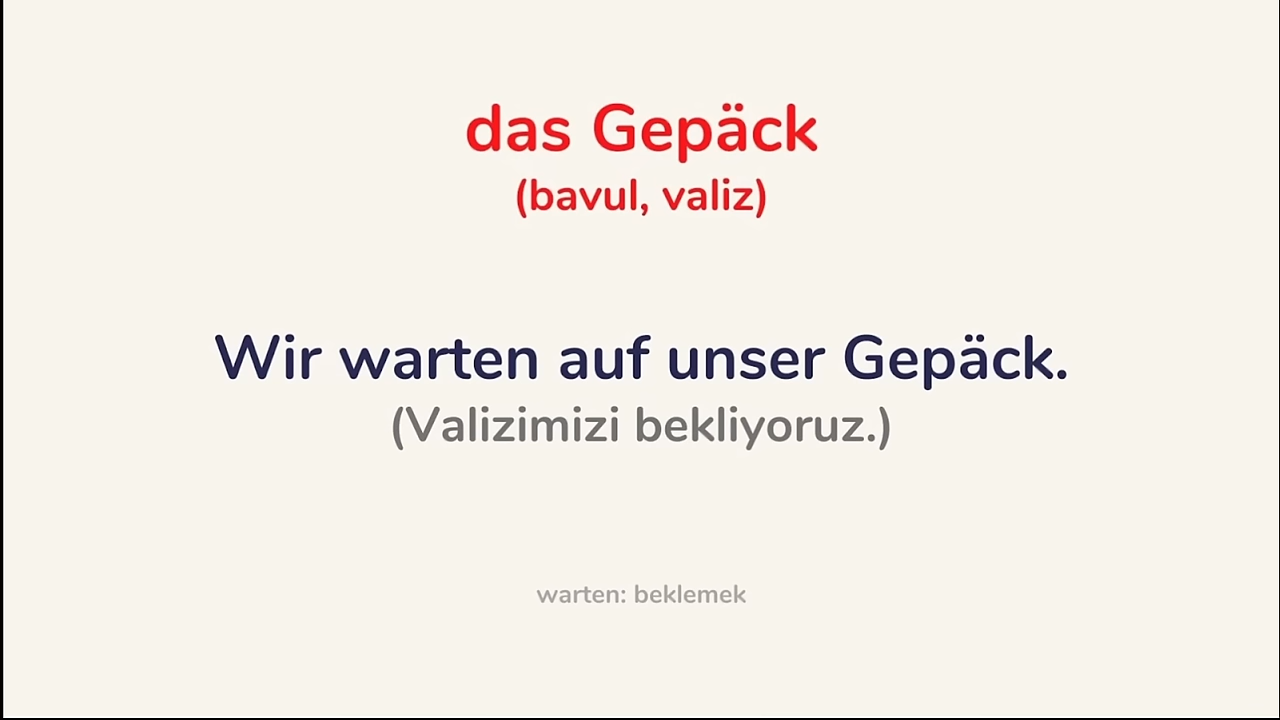 das Gepäck
(bavul, valiz)
Wir warten auf unser Gepäck.
(Valizimizi bekliyoruz.)
warten: beklemek